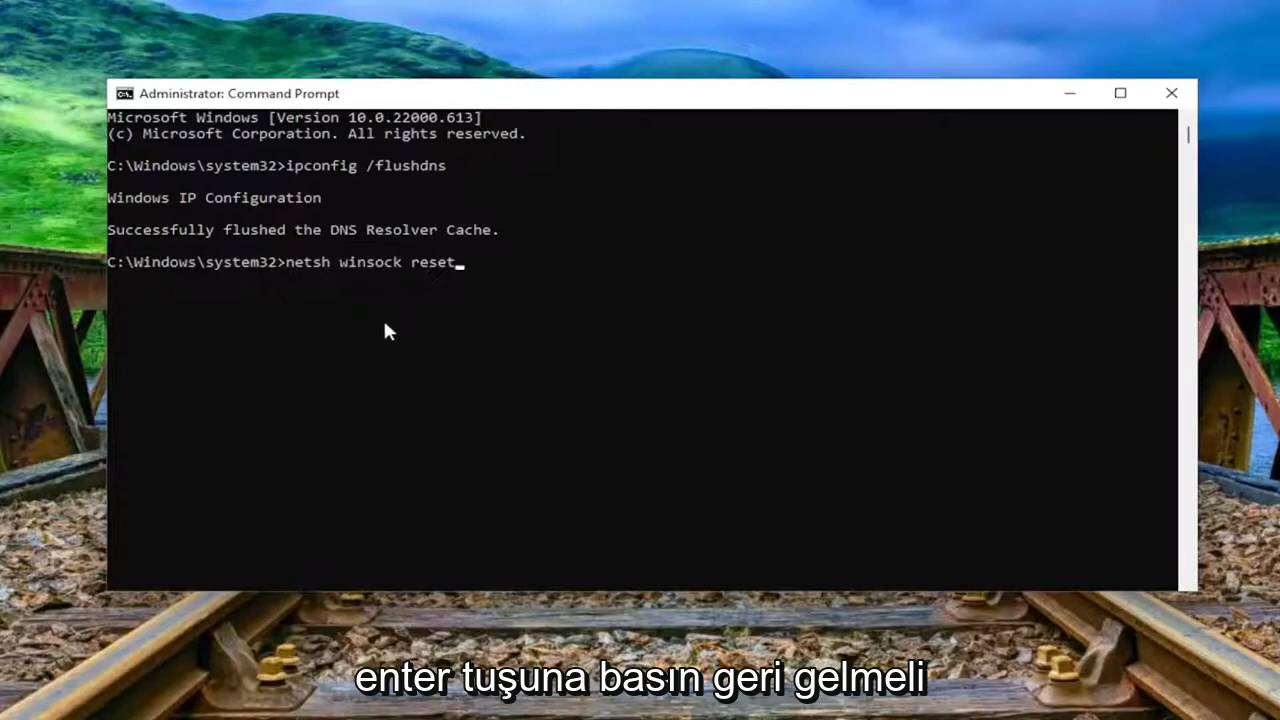 Administrator: Command Prompt
Microsoft Windows [Version 10.0.22000.613]
(c) Microsoft Corporation. All rights reserved.
C:\Windows\system32>ipconfig /flushdns
Windows IP Configuration
Successfully flushed the DNS Resolver Cache.
C:\Windows\system32>netsh winsock reset
enter tuşuna basın geri gelmeli